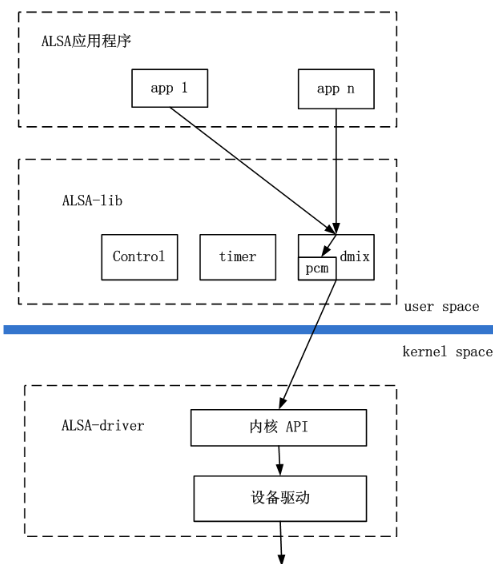 ALSA应用程序
app 1
app n
ALSA-lib
Control
timer
dmix
pcm
user space
kernel space
ALSA-driver
内核 API
设备驱动